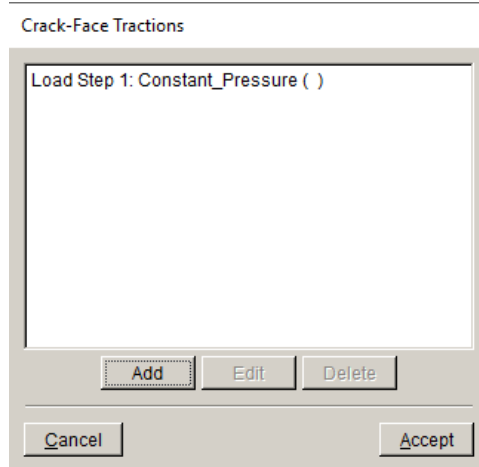 Crack-Face Tractions
Load Step 1: Constant_Pressure ( )
Add Edit Delete
Cancel Accept